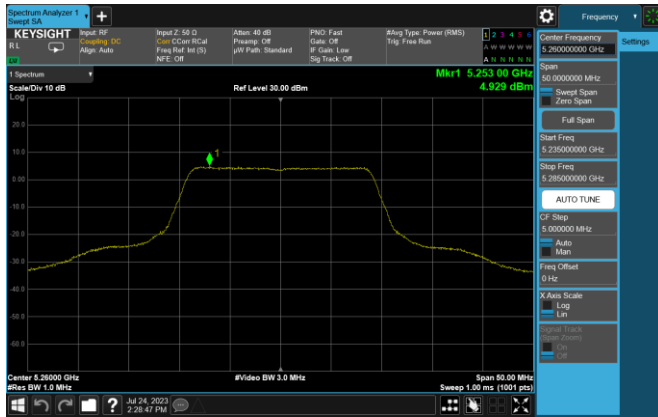 Spectrum Analyzer 1
Swept SA
+
Frequency
KEYSIGHT
RL
Input: RF
Coupling: DC
Align: Auto
Input Z: 50 Ω
Corr CCorr RCal
Freq Ref: Int (S)
NFE: Off
Atten: 40 dB
Preamp: Off
µW Path: Standard
PNO: Fast
Gate: Off
IF Gain: Low
Sig Track: Off
#Avg Type: Power (RMS)
Trig: Free Run
1 2 3 4 5 6
A W W W W W
A N N N N N
1 Spectrum
Scale/Div 10 dB
Log
Ref Level 30.00 dBm
Mkr1 5.253 00 GHz
4.929 dBm
20.0
10.0
0.00
-10.0
-20.0
-30.0
-40.0
-50.0
-60.0
1
Center 5.26000 GHz
#Res BW 1.0 MHz
#Video BW 3.0 MHz
Span 50.00 MHz
Sweep 1.00 ms (1001 pts)
Jul 24, 2023
2:28:47 PM
Settings
Center Frequency
5.260000000 GHz
Span
50.0000000 MHz
Swept Span
Zero Span
Full Span
Start Freq
5.235000000 GHz
Stop Freq
5.285000000 GHz
AUTO TUNE
CF Step
5.000000 MHz
Auto
Man
Freq Offset
0 Hz
X Axis Scale
Log
Lin
Signal Track
(Span Zoom)
On
Off